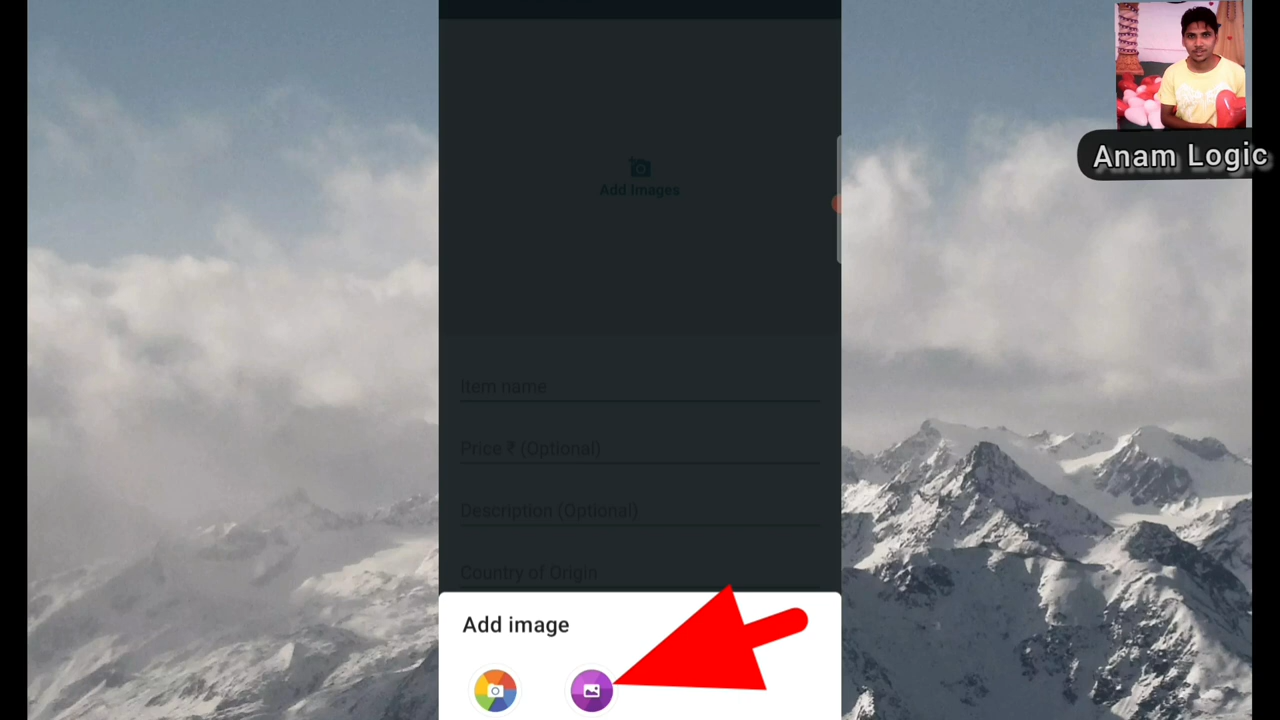 Anam Logic
Add Images
Item name
Price ₹ (Optional)
Description (Optional)
Country of Origin
Add image